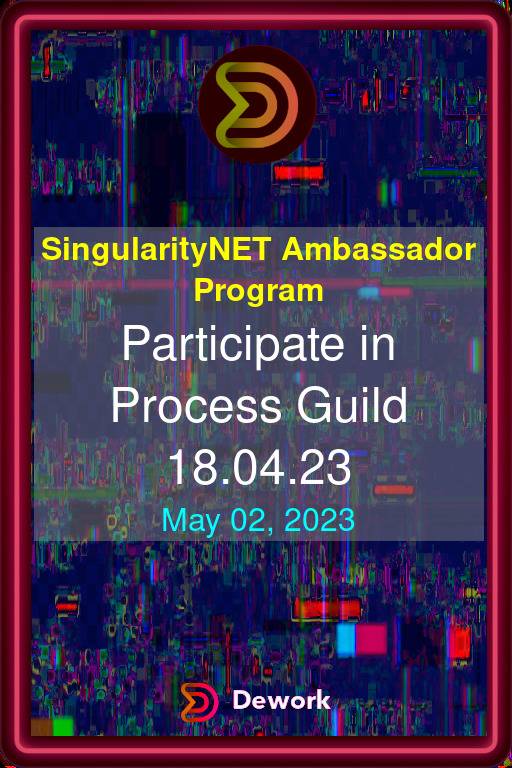 SingularityNET Ambassador
Program
Participate in
Process Guild
18.04.23
May 02, 2023
Dework